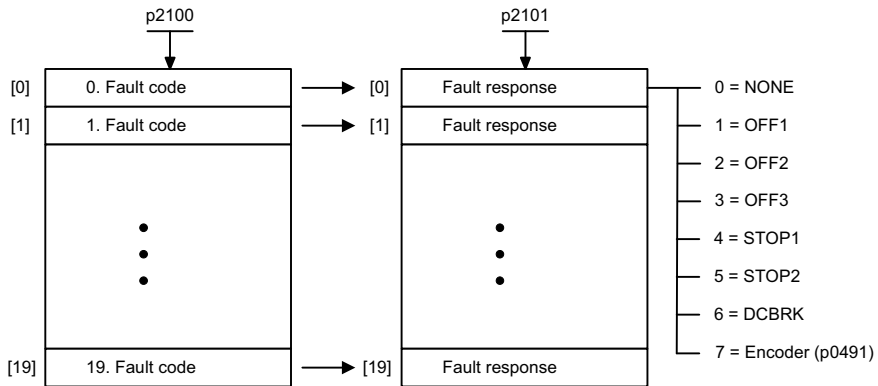 p2100 p2101
[0] 0. Fault code [0] Fault response 0 = NONE
[1] 1. Fault code [1] Fault response 1 = OFF1
2 = OFF2
3 = OFF3
4 = STOP1
5 = STOP2
6 = DCBRK
[19] 19. Fault code [19] Fault response 7 = Encoder (p0491)